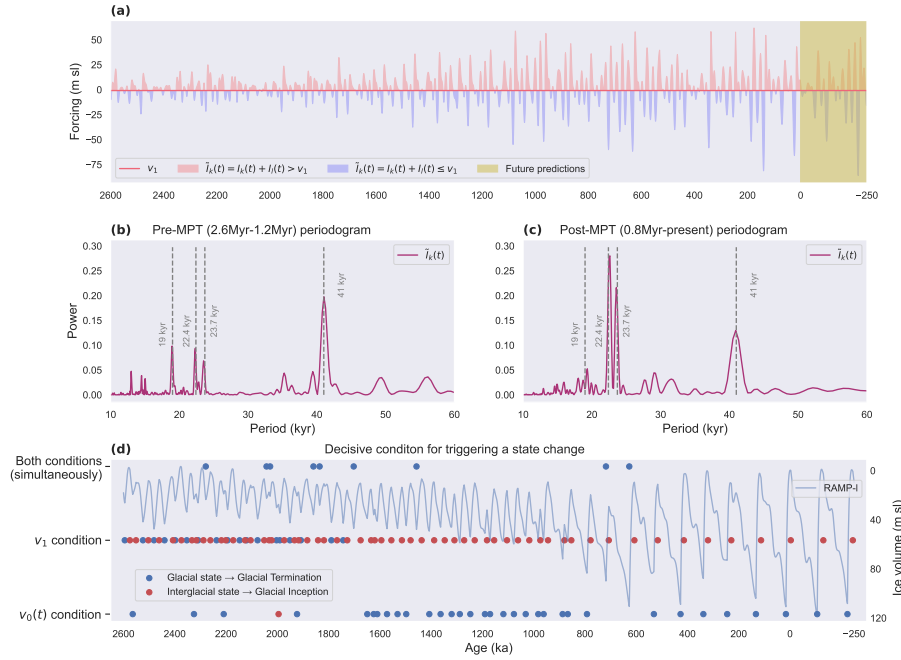 (a)
50
25
0
−25
−50
−75
Forcing (m sl)
v₁
Ĩₖ(t) = Iₖ(t) + Iₗ(t) > v₁
Ĩₖ(t) = Iₖ(t) + Iₗ(t) ≤ v₁
Future predictions
2600 2400 2200 2000 1800 1600 1400 1200 1000 800 600 400 200 0 −250
(b) Pre-MPT (2.6Myr-1.2Myr) periodogram
0.30
0.25
0.20
0.15
0.10
0.05
0.00
Power
Ĩₖ(t)
19 kyr
22.4 kyr
23.7 kyr
41 kyr
10 20 30 40 50 60
Period (kyr)
(c) Post-MPT (0.8Myr-present) periodogram
0.30
0.25
0.20
0.15
0.10
0.05
0.00
Ĩₖ(t)
19 kyr
22.4 kyr
23.7 kyr
41 kyr
10 20 30 40 50 60
Period (kyr)
(d) Decisive conditon for triggering a state change
Both conditions
(simultaneously)
v₁ condition
v₀(t) condition
RAMP-I
Glacial state → Glacial Termination
Interglacial state → Glacial Inception
0
40
80
120
Ice volume (m sl)
2600 2400 2200 2000 1800 1600 1400 1200 1000 800 600 400 200 0 −250
Age (ka)